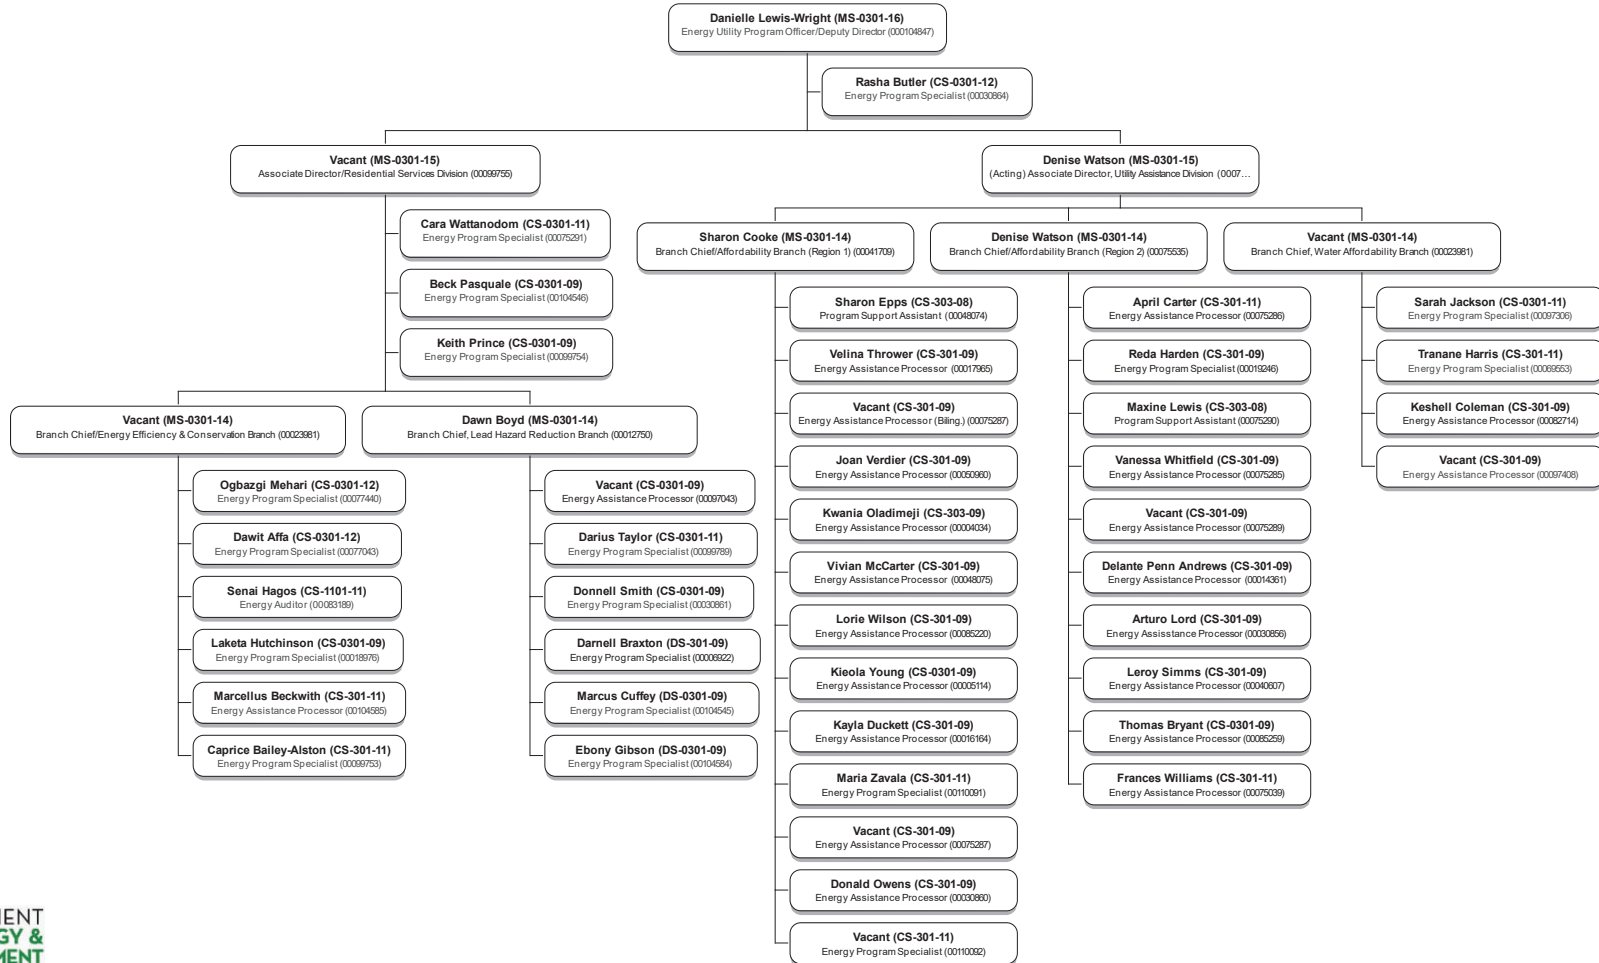 Danielle Lewis-Wright (MS-0301-16)
Energy Utility Program Officer/Deputy Director (000104847)
Rasha Butler (CS-0301-12)
Energy Program Specialist (00030864)
Vacant (MS-0301-15)
Associate Director/Residential Services Division (00099755)
Denise Watson (MS-0301-15)
(Acting) Associate Director, Utility Assistance Division (0007...
Cara Wattanodom (CS-0301-11)
Energy Program Specialist (00075291)
Beck Pasquale (CS-0301-09)
Energy Program Specialist (00104546)
Keith Prince (CS-0301-09)
Energy Program Specialist (00099754)
Vacant (MS-0301-14)
Branch Chief/Energy Efficiency & Conservation Branch (00023981)
Ogbazgi Mehari (CS-0301-12)
Energy Program Specialist (00077440)
Dawit Affa (CS-0301-12)
Energy Program Specialist (00077043)
Senai Hagos (CS-1101-11)
Energy Auditor (00083189)
Laketa Hutchinson (CS-0301-09)
Energy Program Specialist (00018976)
Marcellus Beckwith (CS-301-11)
Energy Assistance Processor (00104585)
Caprice Bailey-Alston (CS-301-11)
Energy Program Specialist (00099753)
Dawn Boyd (MS-0301-14)
Branch Chief, Lead Hazard Reduction Branch (00012750)
Vacant (CS-0301-09)
Energy Assistance Processor (00097043)
Darius Taylor (CS-0301-11)
Energy Program Specialist (00099789)
Donnell Smith (CS-0301-09)
Energy Program Specialist (00030861)
Darnell Braxton (DS-301-09)
Energy Program Specialist (00006922)
Marcus Cuffey (DS-0301-09)
Energy Program Specialist (00104545)
Ebony Gibson (DS-0301-09)
Energy Program Specialist (00104584)
Sharon Cooke (MS-0301-14)
Branch Chief/Affordability Branch (Region 1) (00041709)
Sharon Epps (CS-303-08)
Program Support Assistant (00048074)
Velina Thrower (CS-301-09)
Energy Assistance Processor (00017965)
Vacant (CS-301-09)
Energy Assistance Processor (Biling.) (00075287)
Joan Verdier (CS-301-09)
Energy Assistance Processor (00050960)
Kwania Oladimeji (CS-303-09)
Energy Assistance Processor (00004034)
Vivian McCarter (CS-301-09)
Energy Assistance Processor (00048075)
Lorie Wilson (CS-301-09)
Energy Assistance Processor (00085220)
Kieola Young (CS-0301-09)
Energy Assistance Processor (00005114)
Kayla Duckett (CS-301-09)
Energy Assistance Processor (00016164)
Maria Zavala (CS-301-11)
Energy Program Specialist (00110091)
Vacant (CS-301-09)
Energy Assistance Processor (00075287)
Donald Owens (CS-301-09)
Energy Assistance Processor (00030860)
Vacant (CS-301-11)
Energy Program Specialist (00110092)
Denise Watson (MS-0301-14)
Branch Chief/Affordability Branch (Region 2) (00075535)
April Carter (CS-301-11)
Energy Assistance Processor (00075286)
Reda Harden (CS-301-09)
Energy Program Specialist (00019246)
Maxine Lewis (CS-303-08)
Program Support Assistant (00075290)
Vanessa Whitfield (CS-301-09)
Energy Assistance Processor (00075285)
Vacant (CS-301-09)
Energy Assistance Processor (00075289)
Delante Penn Andrews (CS-301-09)
Energy Assistance Processor (00014361)
Arturo Lord (CS-301-09)
Energy Assisstance Processor (00030856)
Leroy Simms (CS-301-09)
Energy Assistance Processor (00040607)
Thomas Bryant (CS-0301-09)
Energy Assistance Processor (00085259)
Frances Williams (CS-301-11)
Energy Assistance Processor (00075039)
Vacant (MS-0301-14)
Branch Chief, Water Affordability Branch (00023981)
Sarah Jackson (CS-0301-11)
Energy Program Specialist (00097306)
Tranane Harris (CS-301-11)
Energy Program Specialist (00069553)
Keshell Coleman (CS-301-09)
Energy Assistance Processor (00082714)
Vacant (CS-301-09)
Energy Assistance Processor (00097408)
MENT
GY &
MENT